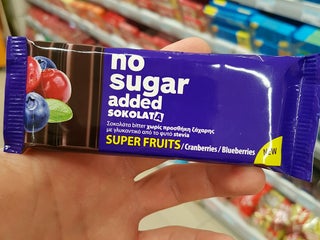 no
sugar
added
SOKOLATA
Σοκολάτα bitter χωρίς προσθήκη ζάχαρης
με γλυκαντικό από το φυτό stevia
SUPER FRUITS / Cranberries / Blueberries
NEW